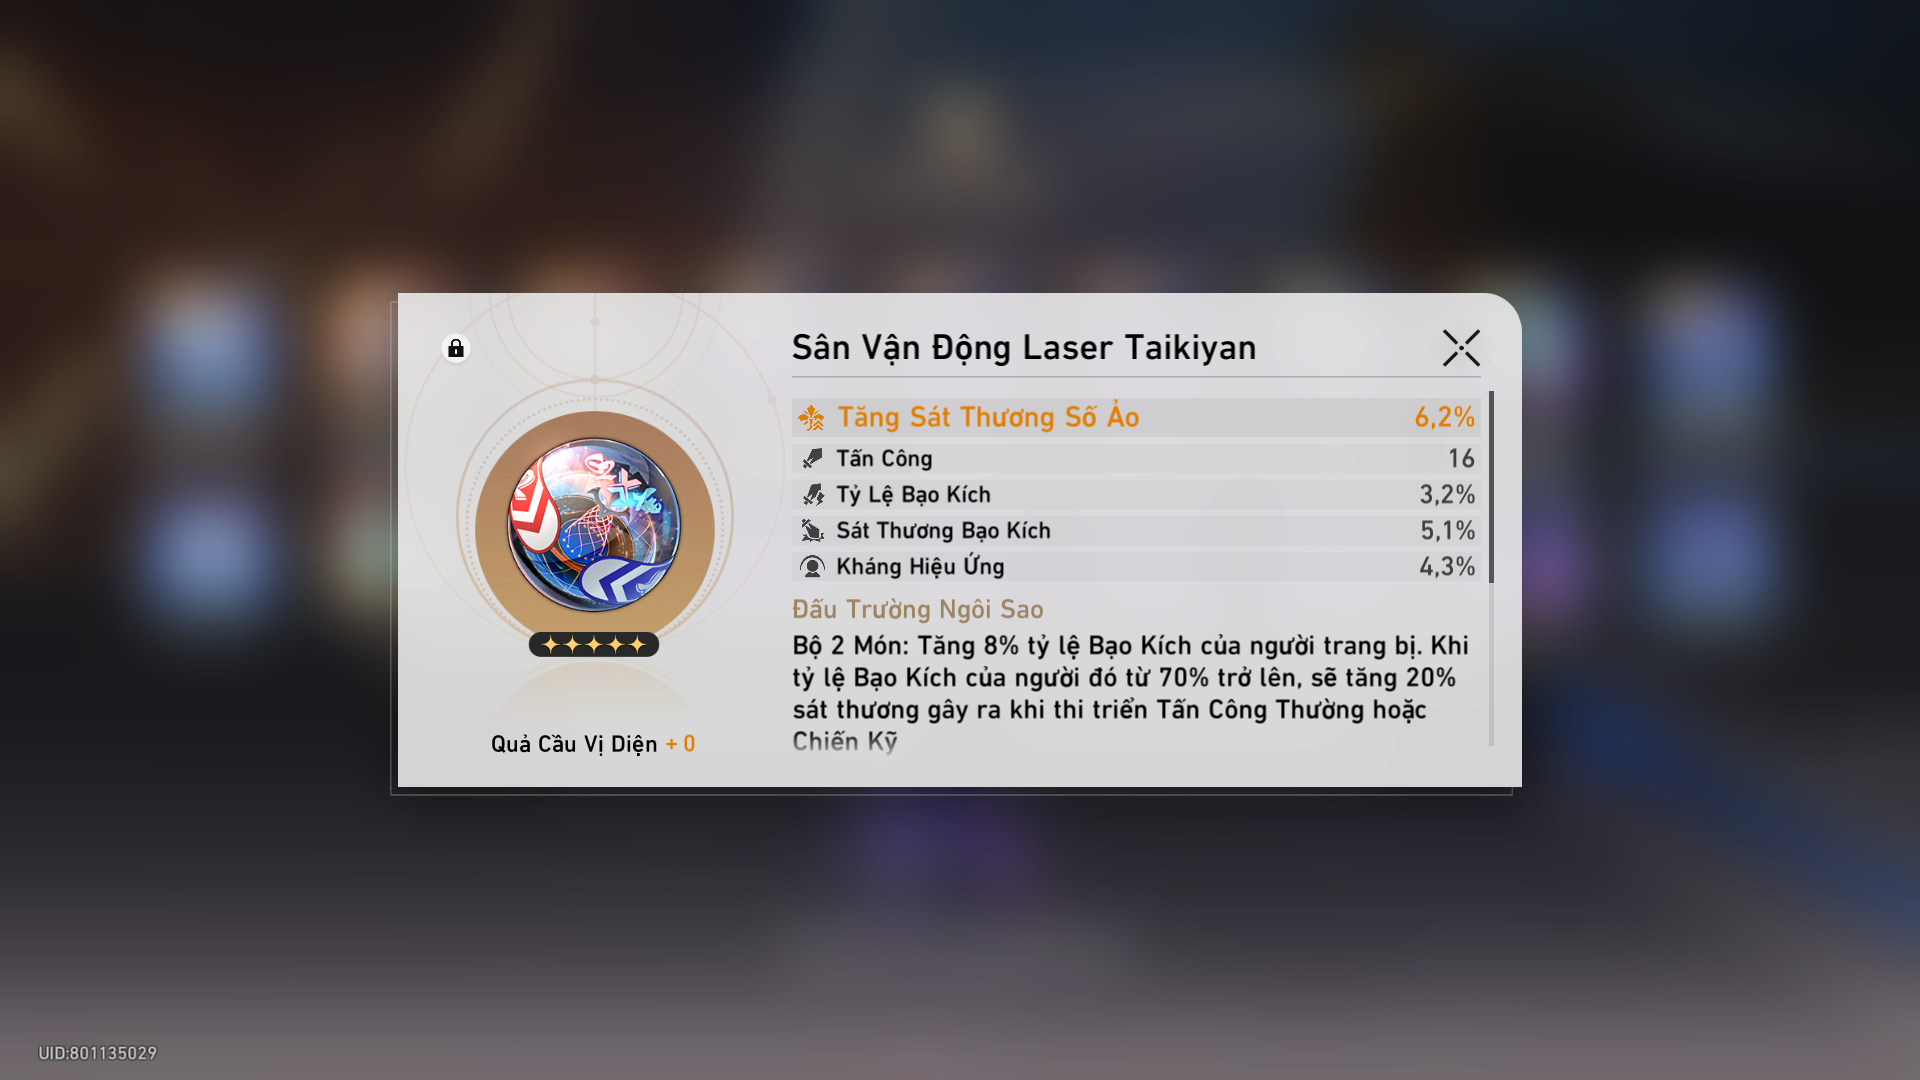 Sân Vận Động Laser Taikiyan
Tăng Sát Thương Số Ảo 6,2%
Tấn Công 16
Tỷ Lệ Bạo Kích 3,2%
Sát Thương Bạo Kích 5,1%
Kháng Hiệu Ứng 4,3%
Đấu Trường Ngôi Sao
Bộ 2 Món: Tăng 8% tỷ lệ Bạo Kích của người trang bị. Khi
tỷ lệ Bạo Kích của người đó từ 70% trở lên, sẽ tăng 20%
sát thương gây ra khi thi triển Tấn Công Thường hoặc
Chiến Kỹ
Quả Cầu Vị Diện + 0
UID:801135029